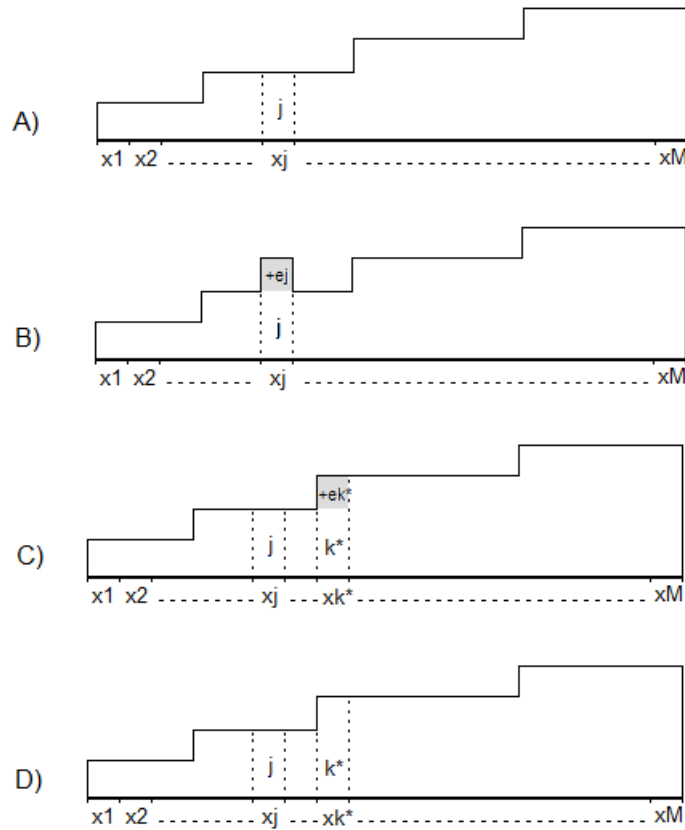 j
A)
x1 x2 ............ xj .............................. xM
+ej
j
B)
x1 x2 ............ xj .............................. xM
+ek*
j k*
C)
x1 x2 ............ xj .... xk* ......................... xM
j k*
D)
x1 x2 ............ xj .... xk* ......................... xM